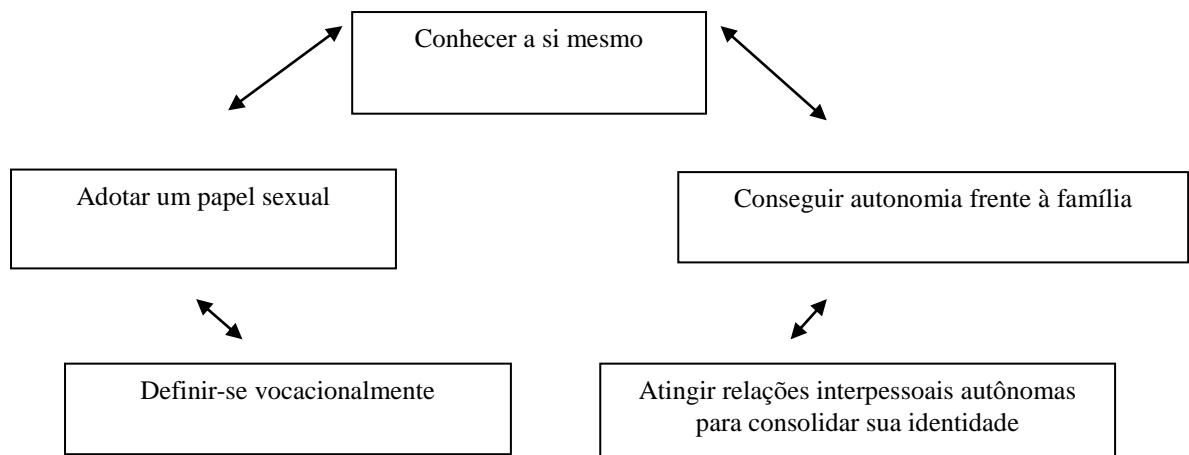 Conhecer a si mesmo
Adotar um papel sexual
Conseguir autonomia frente à família
Definir-se vocacionalmente
Atingir relações interpessoais autônomas
para consolidar sua identidade